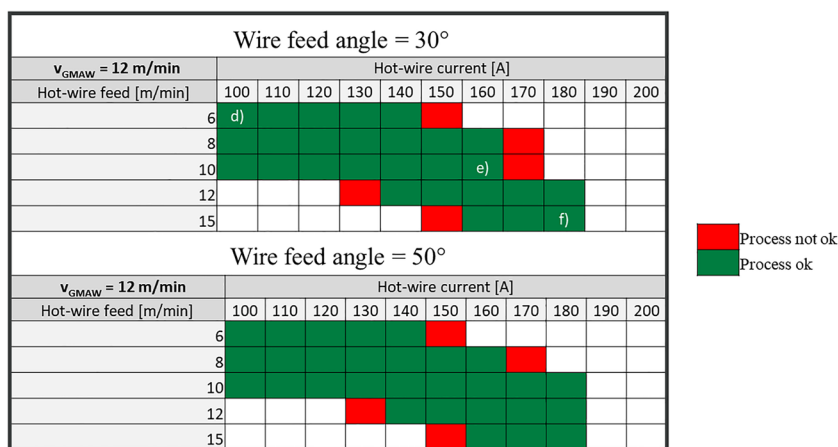 Wire feed angle = 30°
vGMAW = 12 m/min Hot-wire current [A]
Hot-wire feed [m/min] 100 110 120 130 140 150 160 170 180 190 200
6 d)
8
10 e)
12
15 f)
Wire feed angle = 50°
vGMAW = 12 m/min Hot-wire current [A]
Hot-wire feed [m/min] 100 110 120 130 140 150 160 170 180 190 200
6
8
10
12
15
Process not ok
Process ok